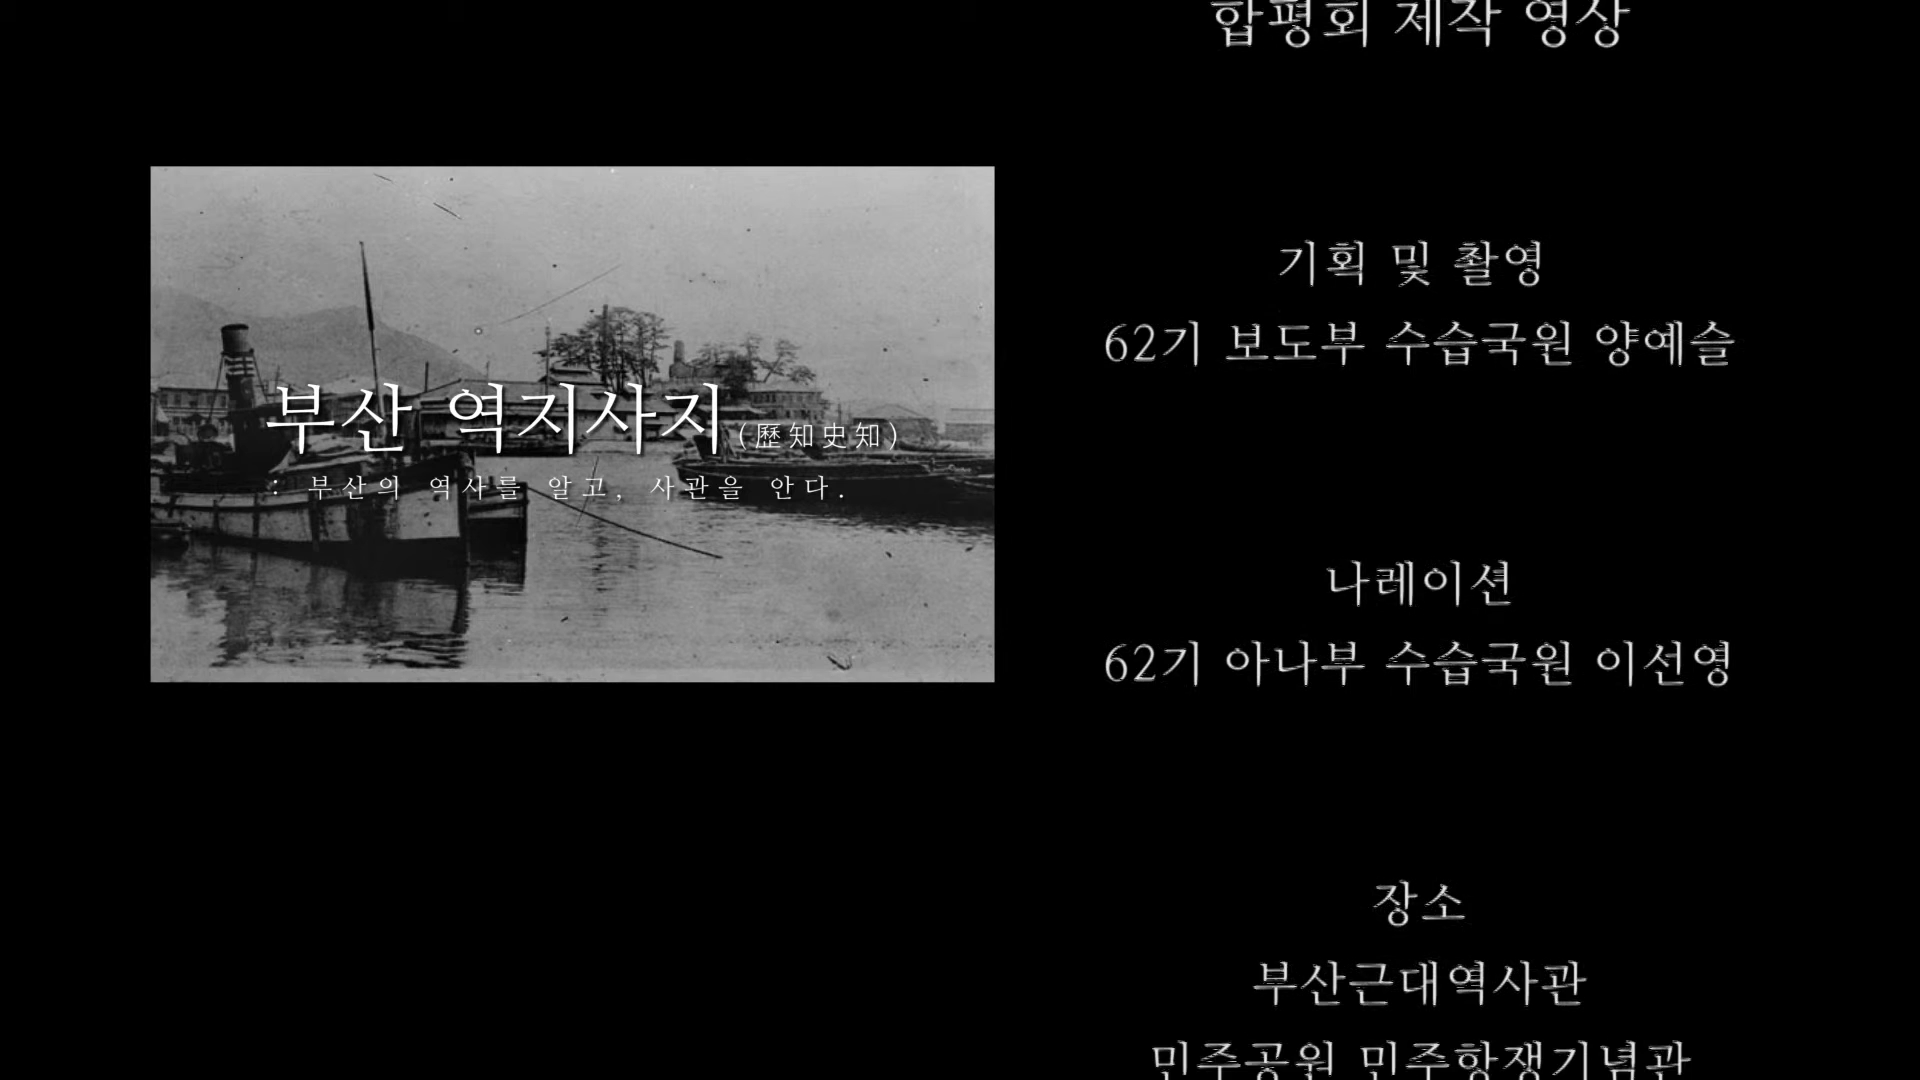 부산 역지사지(歷知史知)
: 부산의 역사를 알고, 사관을 안다.
합평회 제작 영상
기획 및 촬영
62기 보도부 수습국원 양예슬
나레이션
62기 아나부 수습국원 이선영
장소
부산근대역사관
민주공원 민주항쟁기념관